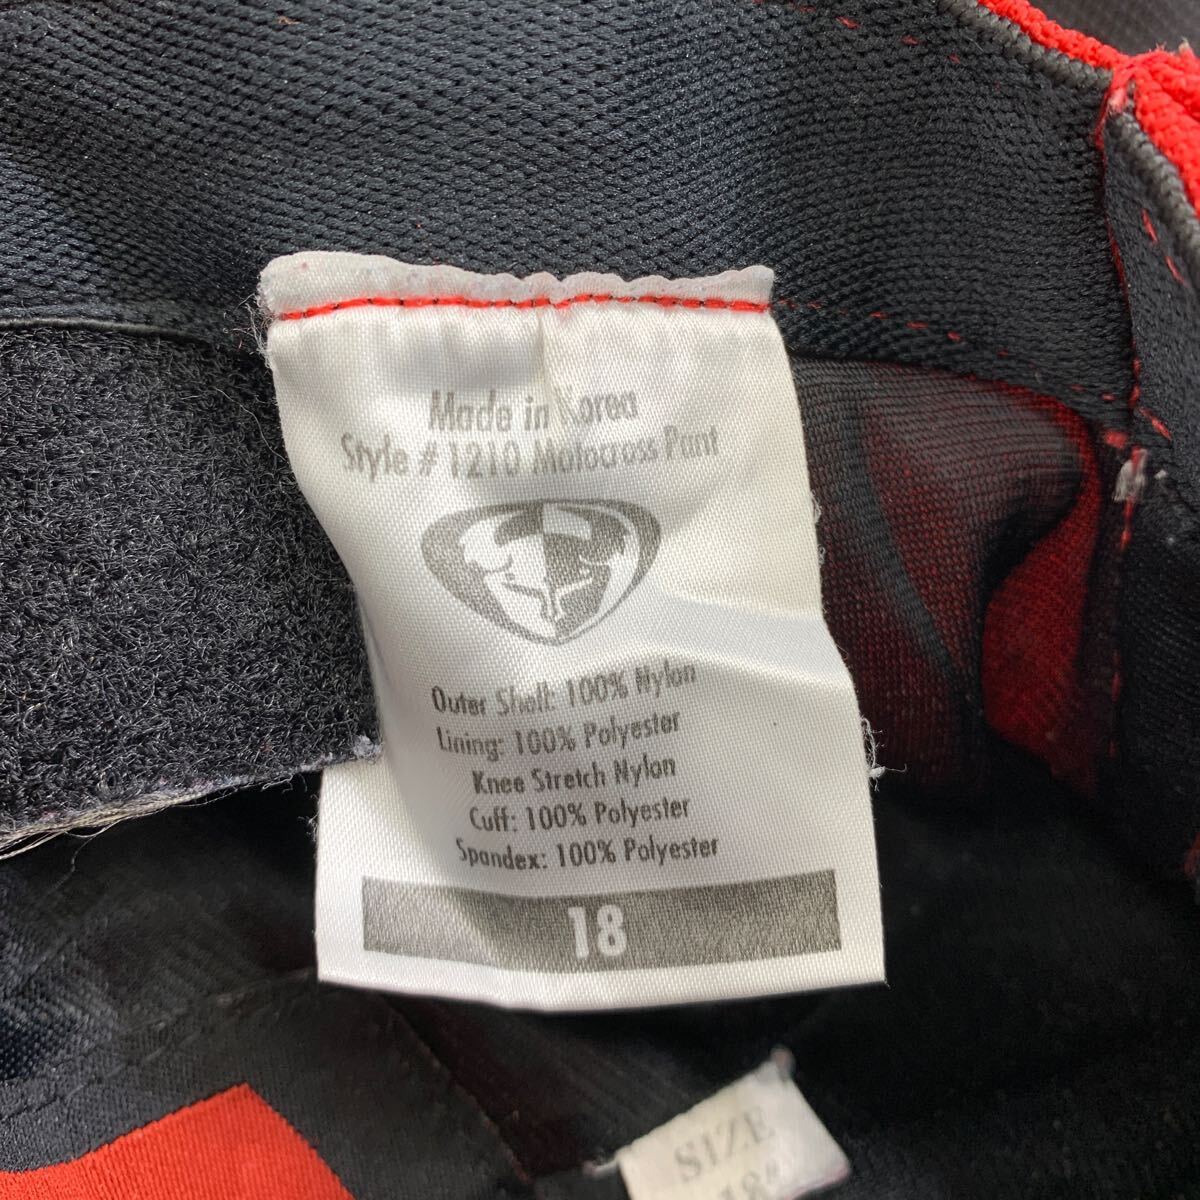 Made in Korea
Style # 1210 Motocross Pant
Outer Shell: 100% Nylon
Lining: 100% Polyester
Knee Stretch Nylon
Cuff: 100% Polyester
Spandex: 100% Polyester
18
SIZE
18"